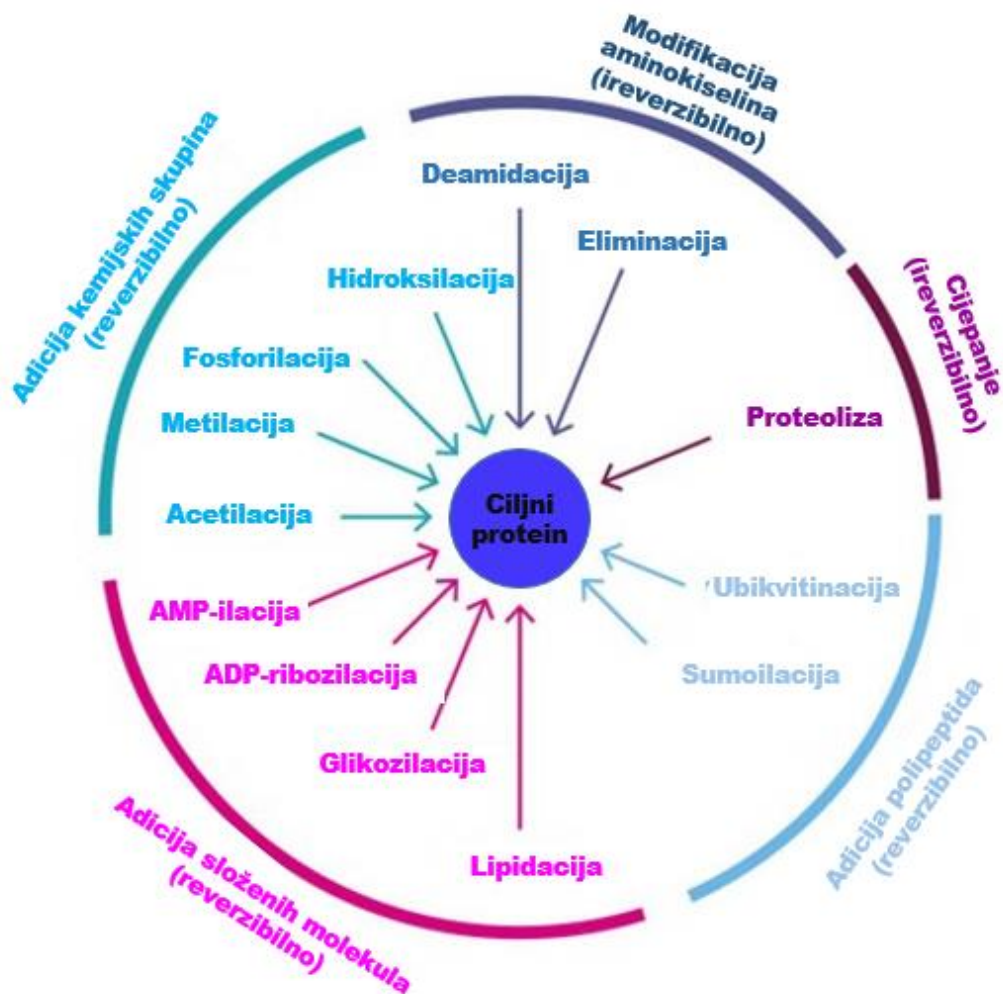 Modifikacija
aminokiselina
(ireverzibilno)
Adicija kemijskih skupina
(reverzibilno)
Deamidacija
Eliminacija
Hidroksilacija
Cijepanje
(ireverzibilno)
Fosforilacija
Metilacija
Proteoliza
Acetilacija
Ciljni
protein
AMP-ilacija
Ubikvitinacija
ADP-ribozilacija
Sumoilacija
Glikozilacija
Lipidacija
Adicija složenih molekula
(reverzibilno)
Adicija polipeptida
(reverzibilno)